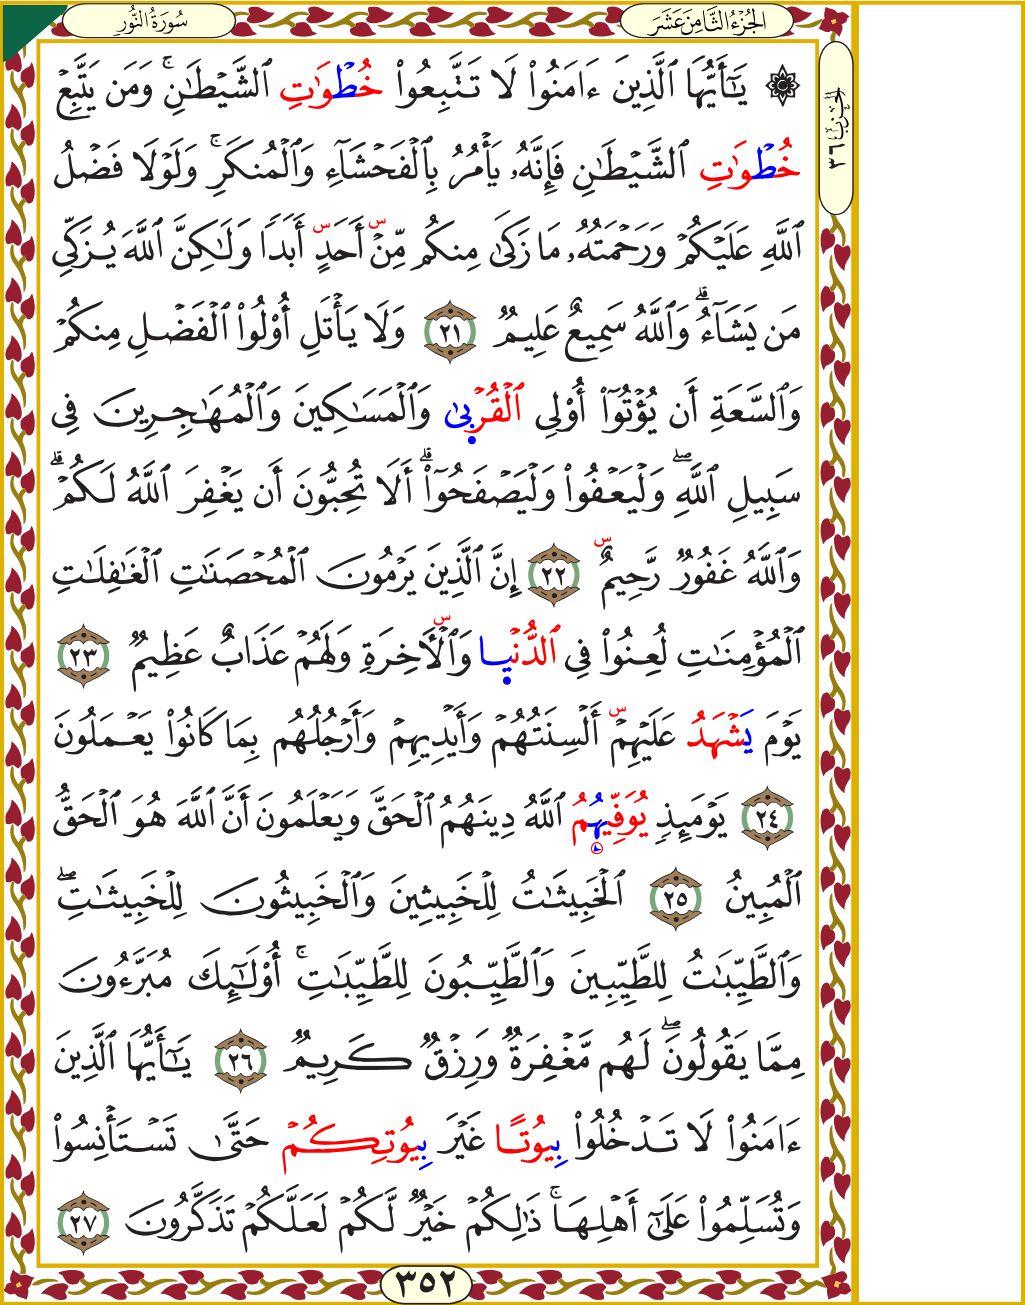 سُورَةُ النُّورِ
الجُزْءُ الثَّامِنَ عَشَرَ
الحزب ٣٦
۞ يَٰٓأَيُّهَا ٱلَّذِينَ ءَامَنُواْ لَا تَتَّبِعُواْ خُطْوَٰتِ ٱلشَّيْطَٰنِۚ وَمَن يَتَّبِعْ
خُطْوَٰتِ ٱلشَّيْطَٰنِ فَإِنَّهُۥ يَأْمُرُ بِٱلْفَحْشَآءِ وَٱلْمُنكَرِۚ وَلَوْلَا فَضْلُ
ٱللَّهِ عَلَيْكُمْ وَرَحْمَتُهُۥ مَا زَكَىٰ مِنكُم مِّنْ أَحَدٍ أَبَدًا وَلَٰكِنَّ ٱللَّهَ يُزَكِّي
مَن يَشَآءُۗ وَٱللَّهُ سَمِيعٌ عَلِيمٌ ٢١ وَلَا يَأْتَلِ أُوْلُواْ ٱلْفَضْلِ مِنكُمْ
وَٱلسَّعَةِ أَن يُؤْتُوٓاْ أُوْلِي ٱلْقُرْبَىٰ وَٱلْمَسَٰكِينَ وَٱلْمُهَٰجِرِينَ فِي
سَبِيلِ ٱللَّهِۖ وَلْيَعْفُواْ وَلْيَصْفَحُوٓاْۗ أَلَا تُحِبُّونَ أَن يَغْفِرَ ٱللَّهُ لَكُمْۗ
وَٱللَّهُ غَفُورٌ رَّحِيمٌ ٢٢ إِنَّ ٱلَّذِينَ يَرْمُونَ ٱلْمُحْصَنَٰتِ ٱلْغَٰفِلَٰتِ
ٱلْمُؤْمِنَٰتِ لُعِنُواْ فِي ٱلدُّنْيَا وَٱلْأَخِرَةِ وَلَهُمْ عَذَابٌ عَظِيمٌ ٢٣
يَوْمَ يَشْهَدُ عَلَيْهِمْ أَلْسِنَتُهُمْ وَأَيْدِيهِمْ وَأَرْجُلُهُم بِمَا كَانُواْ يَعْمَلُونَ
٢٤ يَوْمَئِذٍ يُوَفِّيهُمُ ٱللَّهُ دِينَهُمُ ٱلْحَقَّ وَيَعْلَمُونَ أَنَّ ٱللَّهَ هُوَ ٱلْحَقُّ
ٱلْمُبِينُ ٢٥ ٱلْخَبِيثَٰتُ لِلْخَبِيثِينَ وَٱلْخَبِيثُونَ لِلْخَبِيثَٰتِۖ
وَٱلطَّيِّبَٰتُ لِلطَّيِّبِينَ وَٱلطَّيِّبُونَ لِلطَّيِّبَٰتِۚ أُوْلَٰٓئِكَ مُبَرَّءُونَ
مِمَّا يَقُولُونَۖ لَهُم مَّغْفِرَةٌ وَرِزْقٌ كَرِيمٌ ٢٦ يَٰٓأَيُّهَا ٱلَّذِينَ
ءَامَنُواْ لَا تَدْخُلُواْ بِيُوتًا غَيْرَ بِيُوتِكُمْ حَتَّىٰ تَسْتَأْنِسُواْ
وَتُسَلِّمُواْ عَلَىٰٓ أَهْلِهَاۚ ذَٰلِكُمْ خَيْرٌ لَّكُمْ لَعَلَّكُمْ تَذَّكَّرُونَ ٢٧
٣٥٢